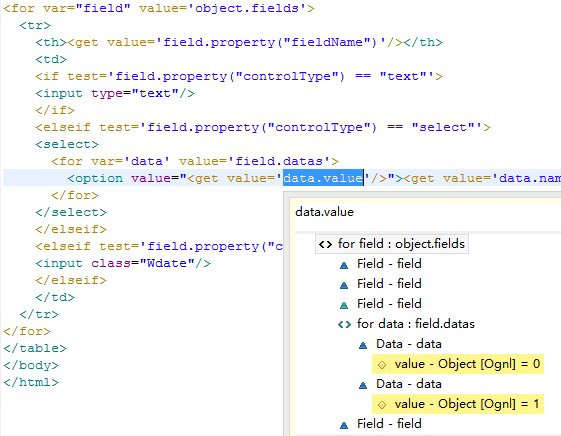 <for var="field" value='object.fields'>
<tr>
<th><get value='field.property("fieldName")'/></th>
<td>
<if test='field.property("controlType") == "text"'>
<input type="text"/>
</if>
<elseif test='field.property("controlType") == "select"'>
<select>
<for var='data' value='field.datas'>
<option value="<get value='data.value'/>"><get value='data.nam
</for>
</select>
</elseif>
<elseif test='field.property("c
<input class="Wdate"/>
</elseif>
</td>
</tr>
</for>
</table>
</body>
</html>
data.value
<> for field : object.fields
Field - field
Field - field
Field - field
<> for data : field.datas
Data - data
value - Object [Ognl] = 0
Data - data
value - Object [Ognl] = 1
Field - field